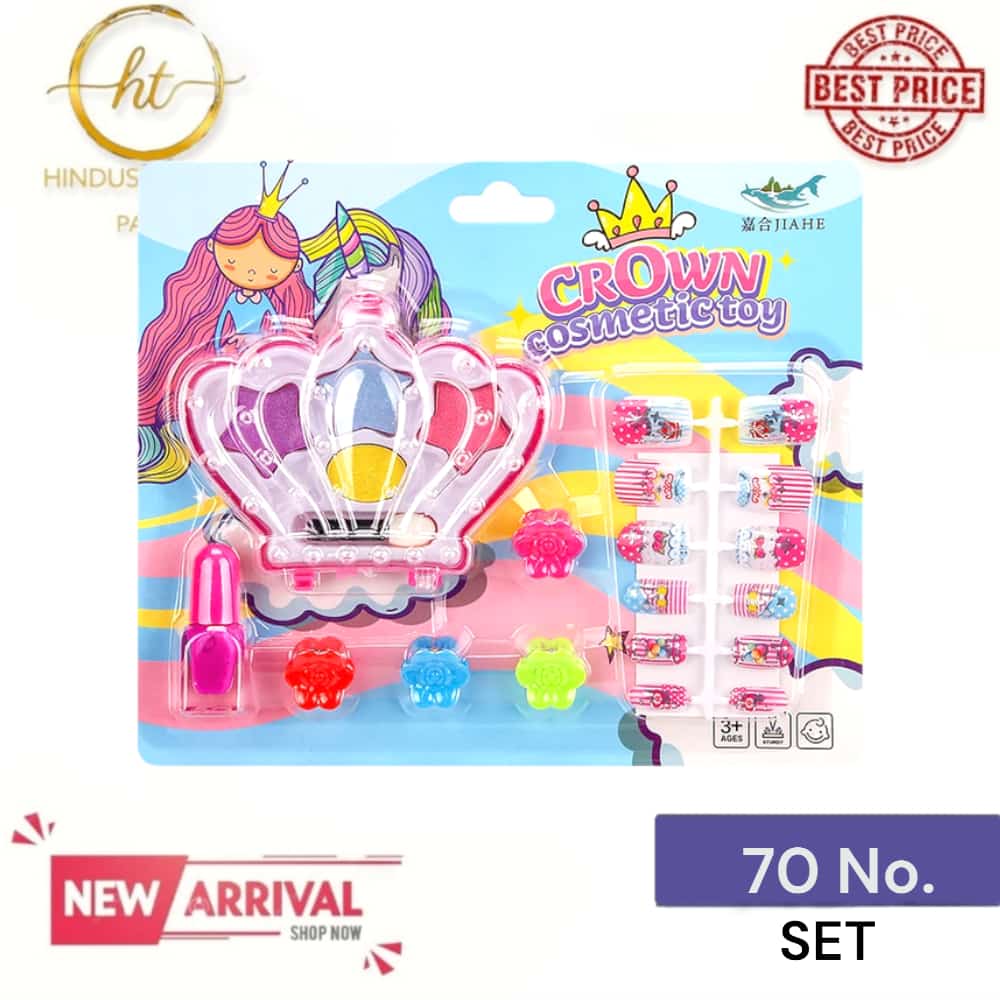 ht
HINDUS
PA
BEST PRICE
BEST PRICE
BEST PRICE
嘉合JIAHE
CROWN
cosmetic toy
3+
AGES
STURDY
NEW ARRIVAL
SHOP NOW
70 No.
SET